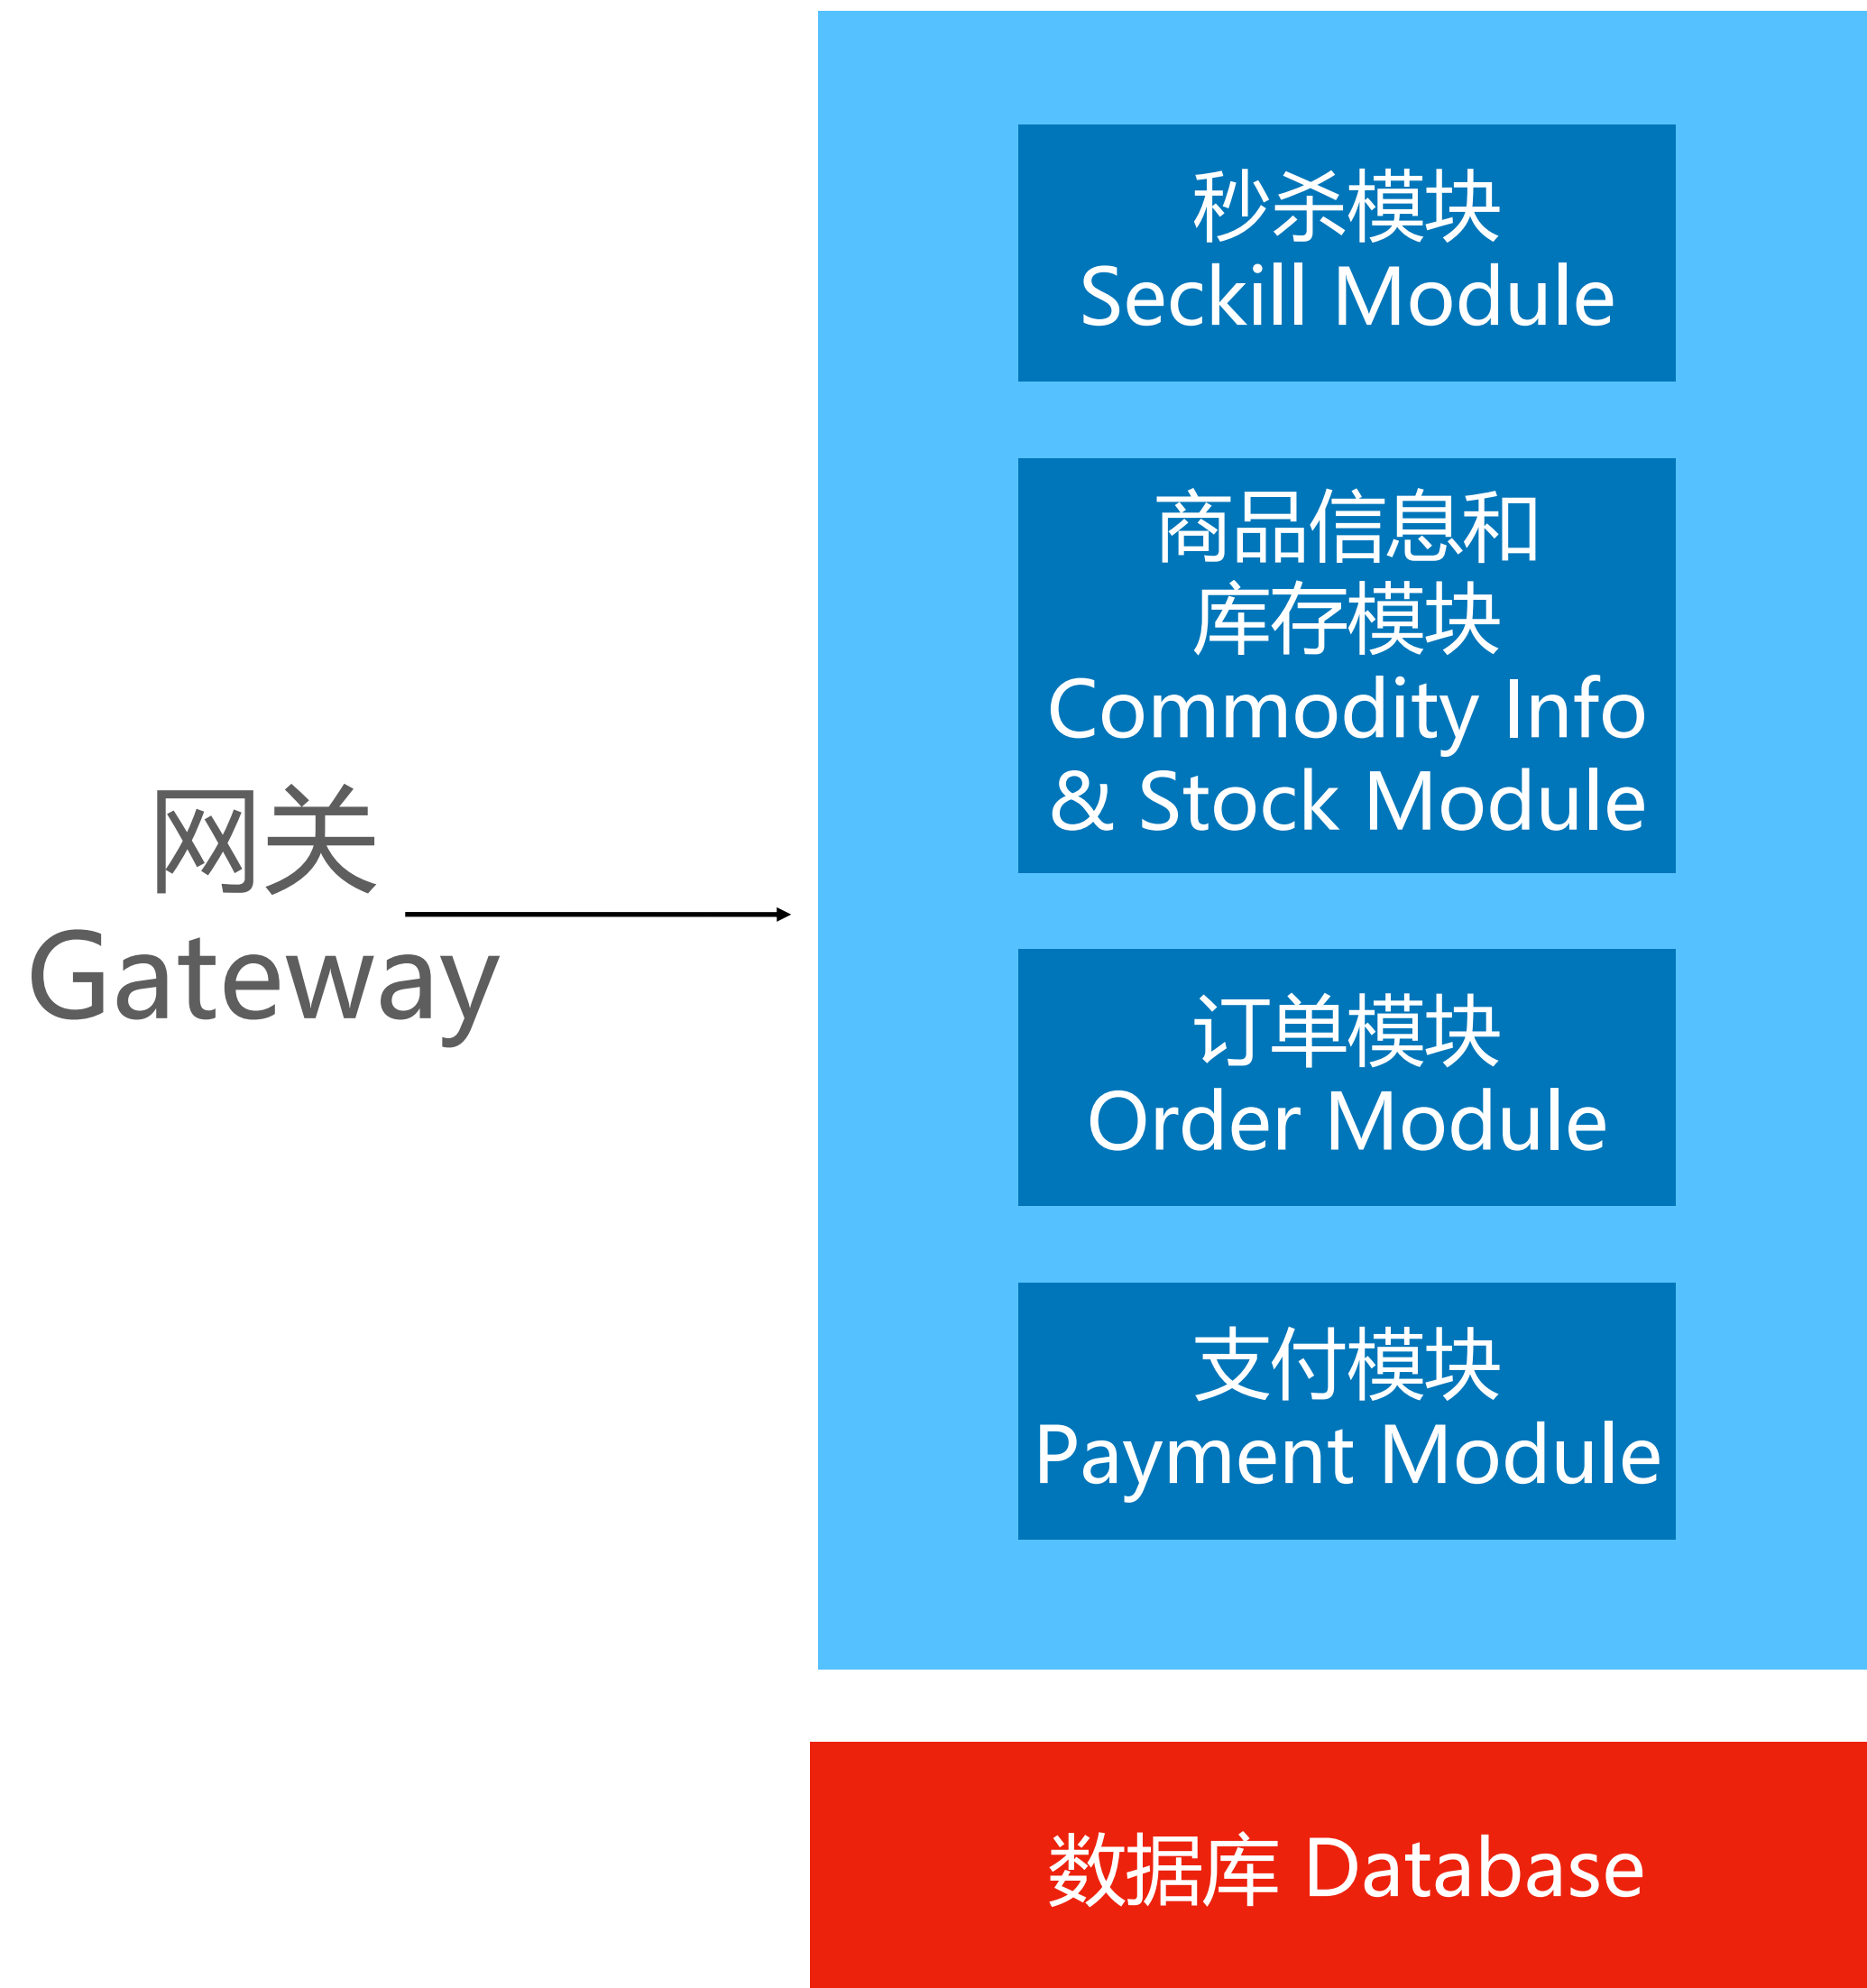 网关
Gateway
秒杀模块
Seckill Module
商品信息和
库存模块
Commodity Info
& Stock Module
订单模块
Order Module
支付模块
Payment Module
数据库 Database